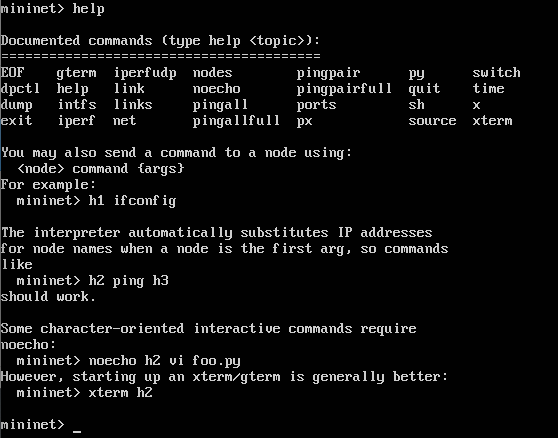 mininet> help
Documented commands (type help <topic>):
========================================
EOF    gterm  iperfudp  nodes        pingpair      py      switch
dpctl  help   link      noecho       pingpairfull  quit    time
dump   intfs  links     pingall      ports         sh      x
exit   iperf  net       pingallfull  px            source  xterm
You may also send a command to a node using:
  <node> command {args}
For example:
  mininet> h1 ifconfig
The interpreter automatically substitutes IP addresses
for node names when a node is the first arg, so commands
like
  mininet> h2 ping h3
should work.
Some character-oriented interactive commands require
noecho:
  mininet> noecho h2 vi foo.py
However, starting up an xterm/gterm is generally better:
  mininet> xterm h2
mininet> _